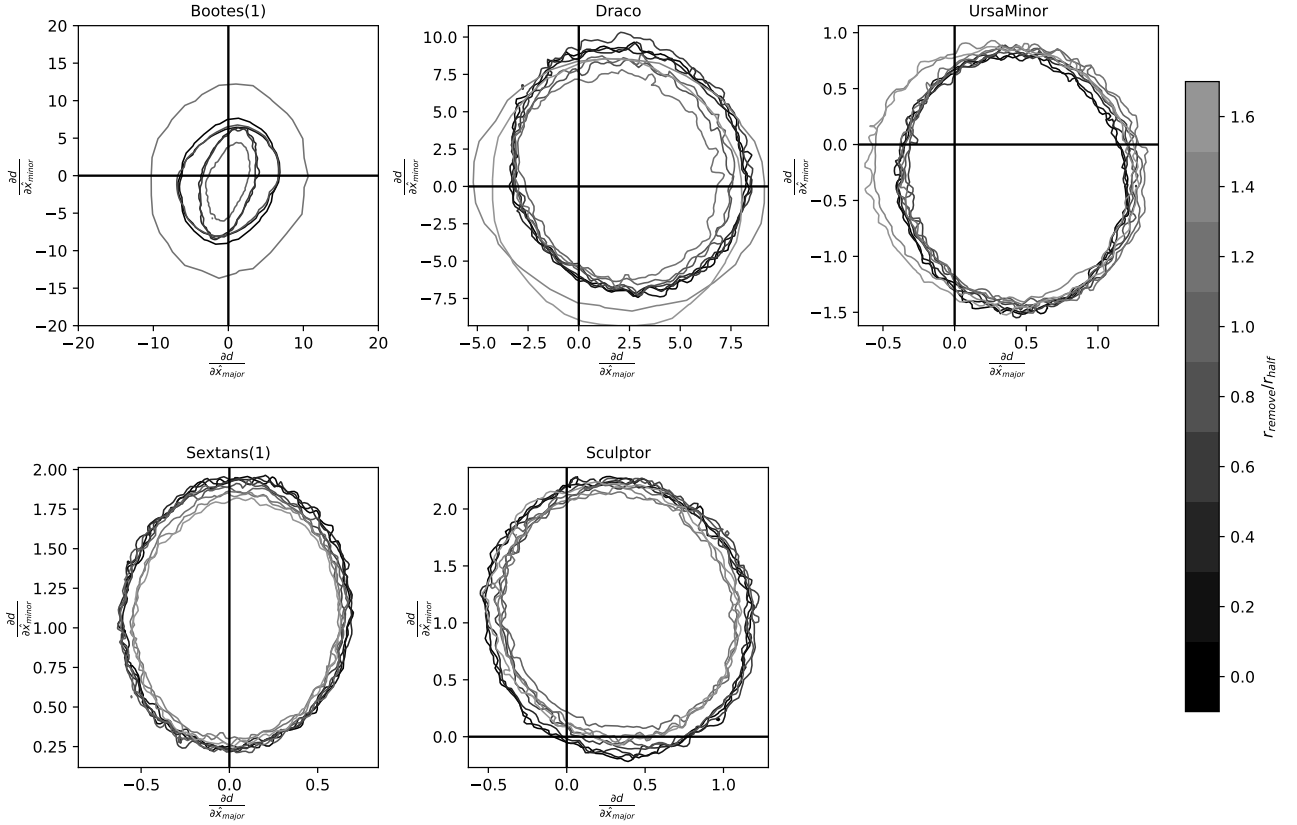 Bootes(1)
20
15
10
5
0
−5
−10
−15
−20
−20
−10
0
10
20
∂d
∂x̂major
∂d
∂x̂minor
Draco
10.0
7.5
5.0
2.5
0.0
−2.5
−5.0
−7.5
−5.0
−2.5
0.0
2.5
5.0
7.5
∂d
∂x̂major
∂d
∂x̂minor
UrsaMinor
1.0
0.5
0.0
−0.5
−1.0
−1.5
−0.5
0.0
0.5
1.0
∂d
∂x̂major
∂d
∂x̂minor
1.6
1.4
1.2
1.0
0.8
0.6
0.4
0.2
0.0
rremove/rhalf
Sextans(1)
2.00
1.75
1.50
1.25
1.00
0.75
0.50
0.25
−0.5
0.0
0.5
∂d
∂x̂major
∂d
∂x̂minor
Sculptor
2.0
1.5
1.0
0.5
0.0
−0.5
0.0
0.5
1.0
∂d
∂x̂major
∂d
∂x̂minor